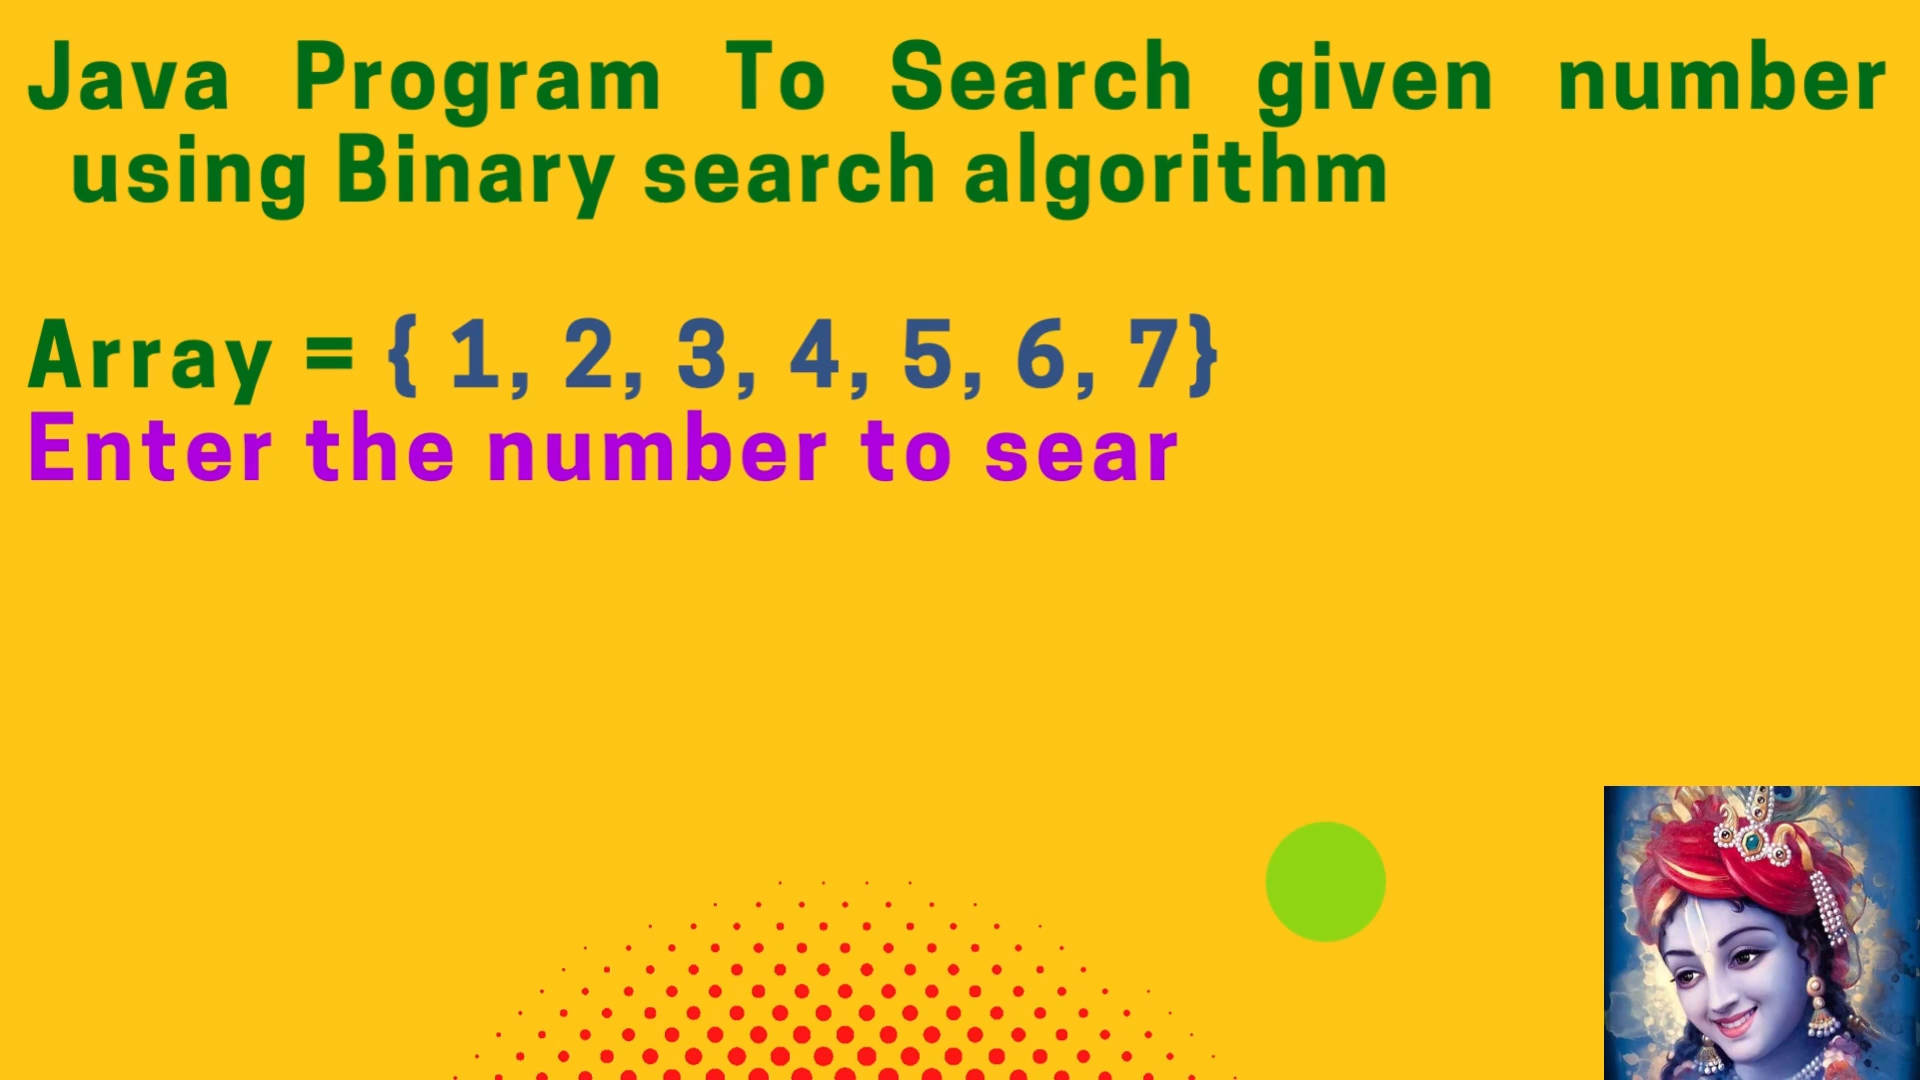 Java Program To Search given number
using Binary search algorithm
Array = { 1, 2, 3, 4, 5, 6, 7}
Enter the number to sear